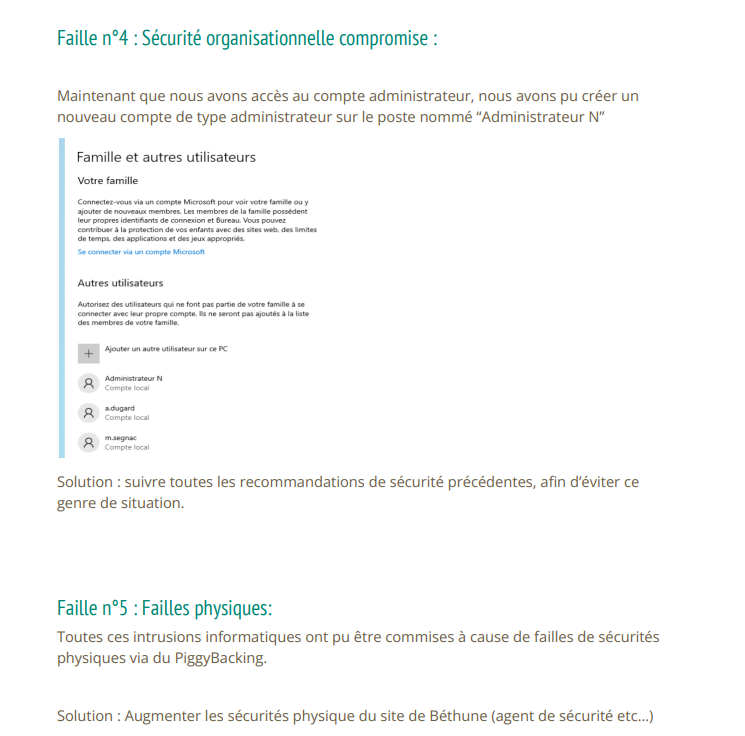 Faille n°4 : Sécurité organisationnelle compromise :
Maintenant que nous avons accès au compte administrateur, nous avons pu créer un
nouveau compte de type administrateur sur le poste nommé “Administrateur N”
Famille et autres utilisateurs
Votre famille
Connectez-vous via un compte Microsoft pour voir votre famille ou y
ajouter de nouveaux membres. Les membres de la famille possèdent
leur propres identifiants de connexion et Bureau. Vous pouvez
contribuer à la protection de vos enfants avec des sites web, des limites
de temps, des applications et des jeux appropriés.
Se connecter via un compte Microsoft
Autres utilisateurs
Autorisez des utilisateurs qui ne font pas partie de votre famille à se
connecter avec leur propre compte. Ils ne seront pas ajoutés à la liste
des membres de votre famille.
Ajouter un autre utilisateur sur ce PC
Administrateur N
Compte local
a.dugard
Compte local
m.segnac
Compte local
Solution : suivre toutes les recommandations de sécurité précédentes, afin d’éviter ce
genre de situation.
Faille n°5 : Failles physiques:
Toutes ces intrusions informatiques ont pu être commises à cause de failles de sécurités
physiques via du PiggyBacking.
Solution : Augmenter les sécurités physique du site de Béthune (agent de sécurité etc…)